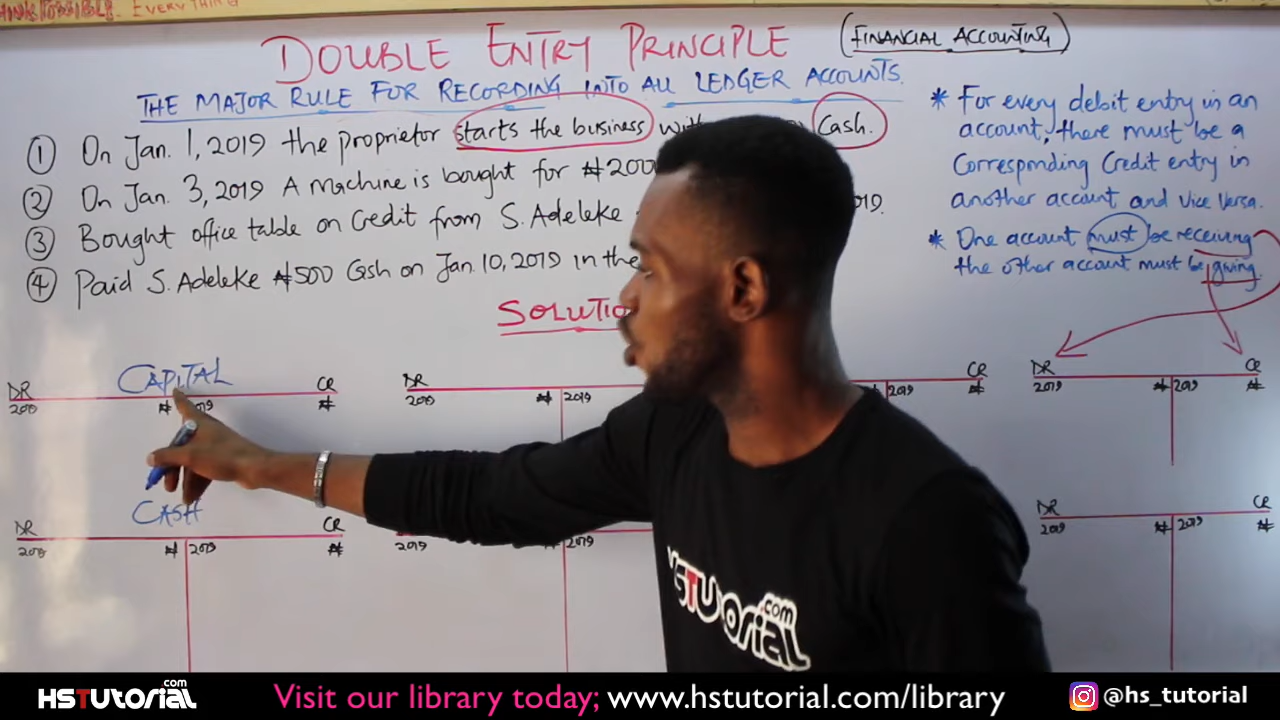 THINK POSSIBLE. EVERYTHING
DOUBLE ENTRY PRINCIPLE
(FINANCIAL ACCOUNTING)
THE MAJOR RULE FOR RECORDING INTO ALL LEDGER ACCOUNTS.
① On Jan. 1, 2019 the proprietor starts the business with Cash.
② On Jan. 3, 2019 A machine is bought for ₦200
③ Bought office table on Credit from S. Adeleke 19.
④ Paid S. Adeleke ₦500 Cash on Jan. 10, 2019 in the
SOLUTIO
* For every debit entry in an
account, there must be a
Corresponding Credit entry in
another account and Vice Versa.
* One account must be receiving
the other account must be giving.
DR CAPITAL CR
₦ 2019 ₦
DR CR
₦ 2019 2019 ₦
DR CR
2019 ₦ 2019 ₦
DR CASH CR
₦ 2019 ₦
2019 ₦ 2019
DR CR
2019 ₦ 2019 ₦
HSTutorial.com
HSTutorial.com
Visit our library today; www.hstutorial.com/library
@hs_tutorial